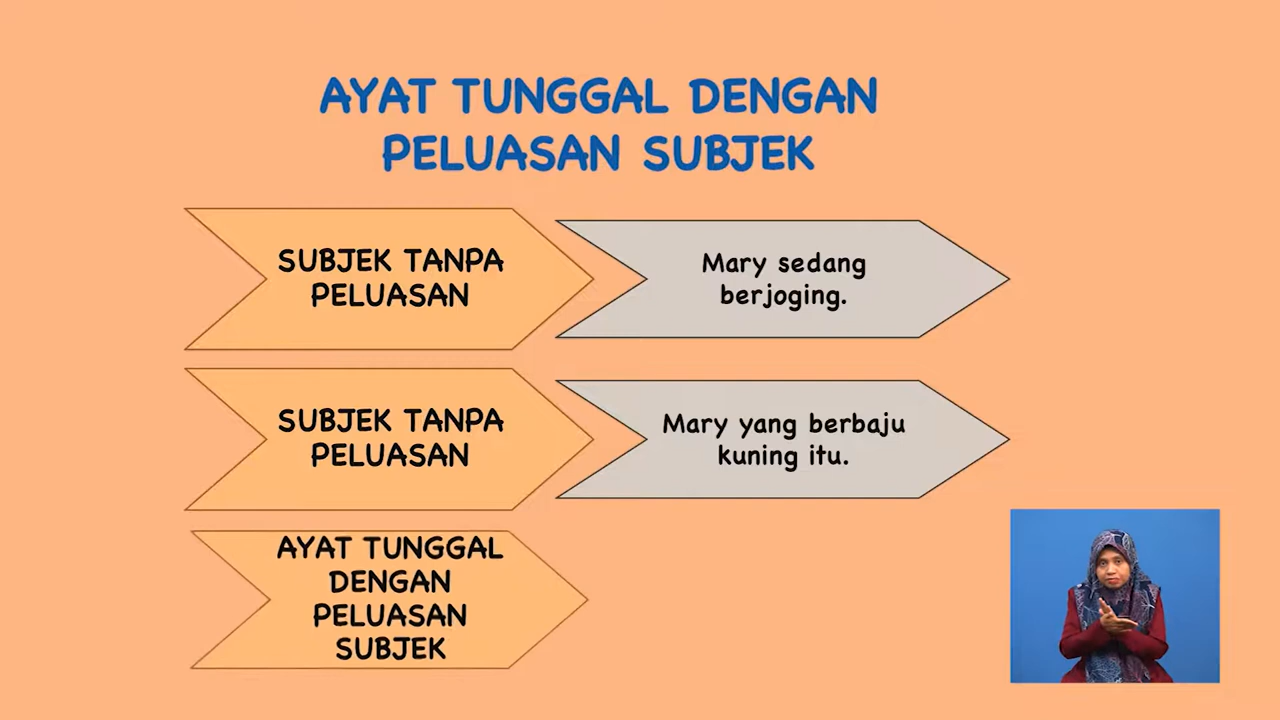 AYAT TUNGGAL DENGAN
PELUASAN SUBJEK
SUBJEK TANPA
PELUASAN
Mary sedang
berjoging.
SUBJEK TANPA
PELUASAN
Mary yang berbaju
kuning itu.
AYAT TUNGGAL
DENGAN
PELUASAN
SUBJEK